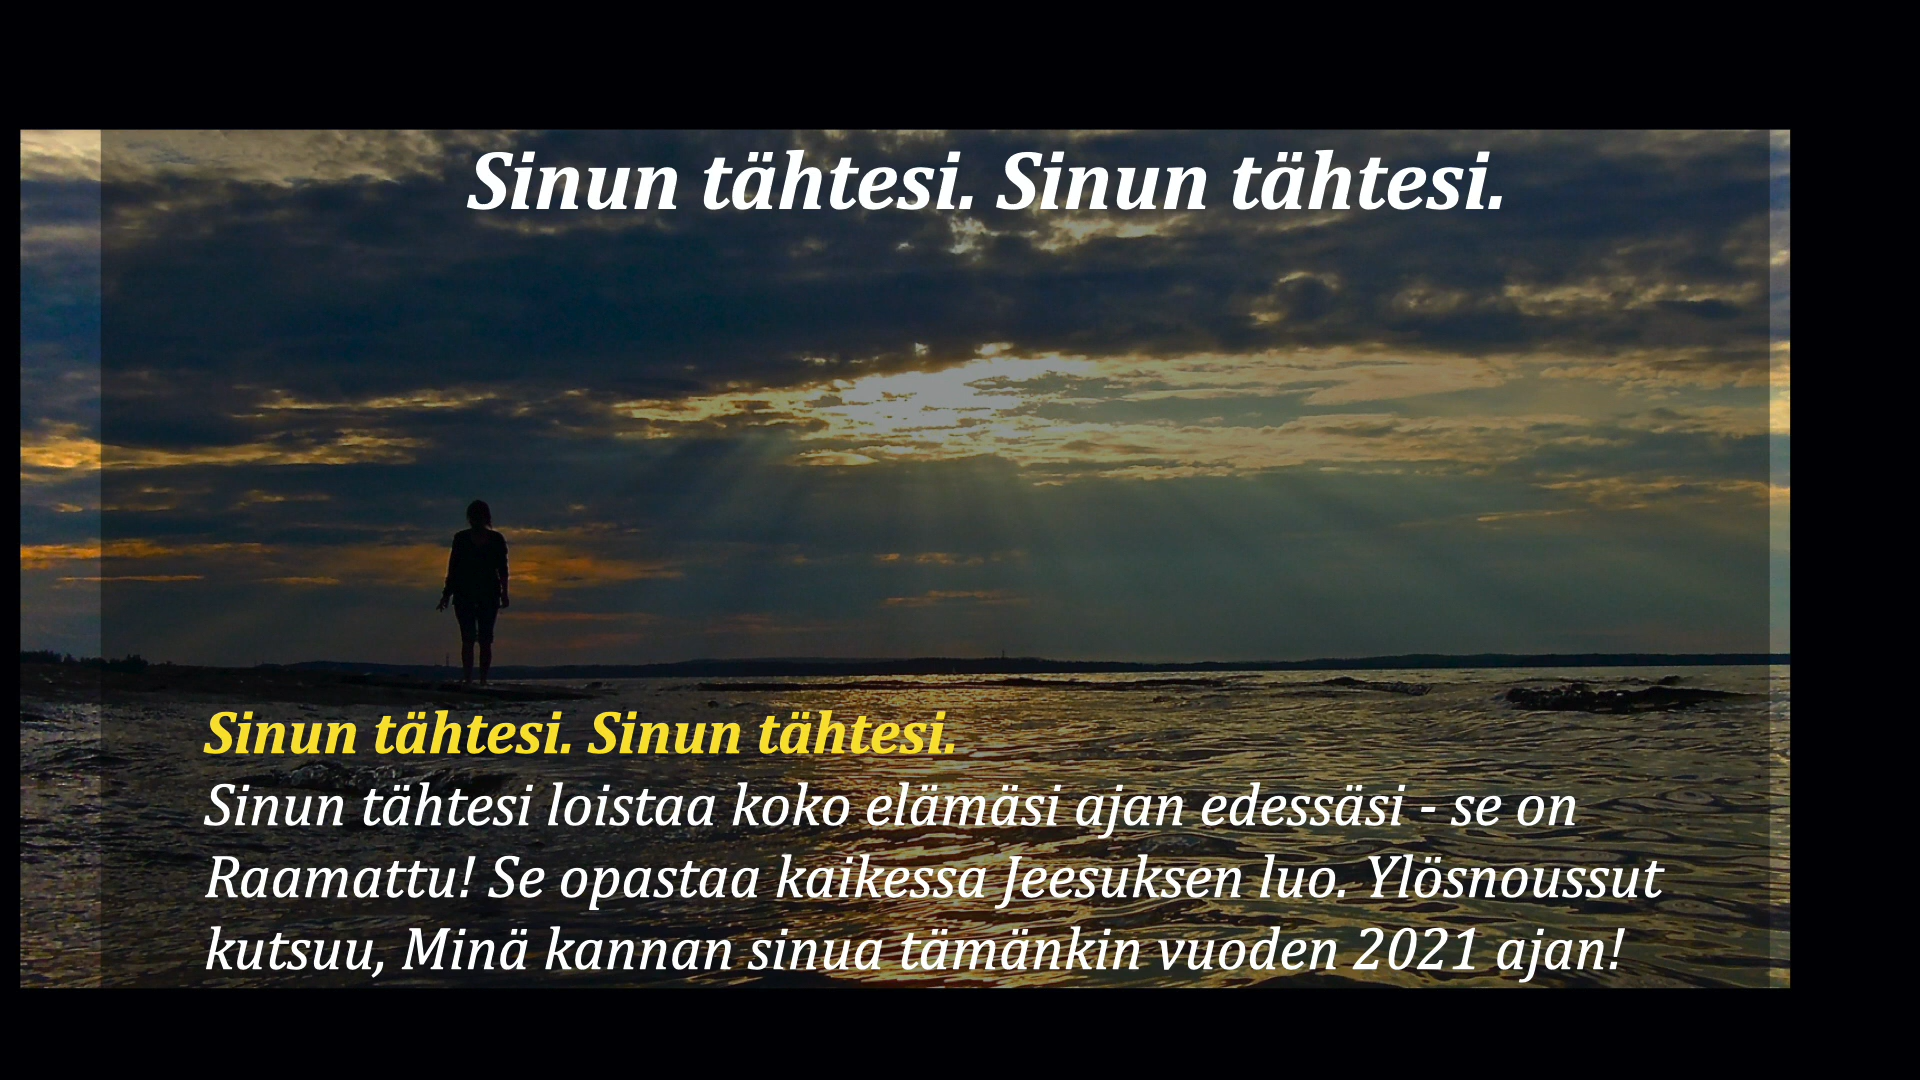 Sinun tähtesi. Sinun tähtesi.
Sinun tähtesi. Sinun tähtesi.
Sinun tähtesi loistaa koko elämäsi ajan edessäsi - se on
Raamattu! Se opastaa kaikessa Jeesuksen luo. Ylösnoussut
kutsuu, Minä kannan sinua tämänkin vuoden 2021 ajan!